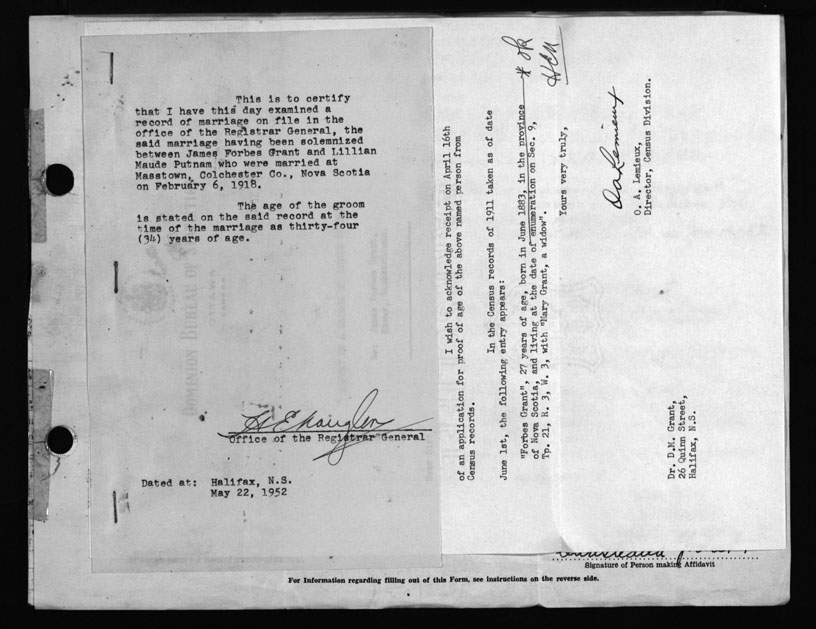 This is to certify
that I have this day examined a
record of marriage on file in the
office of the Registrar General, the
said marriage having been solemnized
between James Forbes Grant and Lillian
Maude Putnam who were married at
Masstown, Colchester Co., Nova Scotia
on February 6, 1918.
The age of the groom
is stated on the said record at the
time of the marriage as thirty-four
(34) years of age.
Office of the Registrar General
Dated at: Halifax, N.S.
May 22, 1952
I wish to acknowledge receipt on April 16th
of an application for proof of age of the above named person from
Census records.
In the Census records of 1911 taken as of date
June 1st, the following entry appears:
"Forbes Grant", 27 years of age, born in June 1883, in the province
of Nova Scotia, and living at the date of enumeration on Sec. 9,
Tp. 21, R. 3, W. 3, with "Mary Grant, a widow".
* OK
Yours very truly,
OALemieux
O. A. Lemieux,
Director, Census Division.
Dr. D.M. Grant,
26 Quinn Street,
Halifax, N.S.
Signature of Person making Affidavit
For Information regarding filling out of this Form, see instructions on the reverse side.